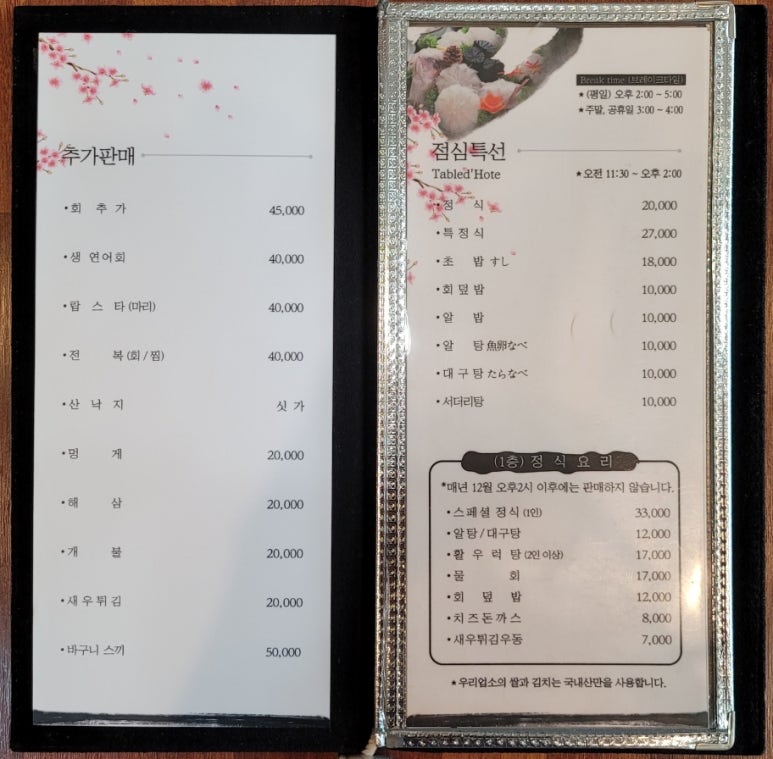 추가판매
•회 추 가 45,000
•생 연어회 40,000
•랍 스 타 (마리) 40,000
•전 복 (회 / 찜) 40,000
•산 낙 지 싯 가
•멍 게 20,000
•해 삼 20,000
•개 불 20,000
•새 우 튀 김 20,000
•바구니 스끼 50,000
Break time (브레이크타임)
★(평일) 오후 2:00 ~ 5:00
★주말, 공휴일 3:00 ~ 4:00
점심특선
Tabled'Hote ★오전 11:30 ~ 오후 2:00
•정 식 20,000
•특 정 식 27,000
•초 밥 すし 18,000
•회 덮 밥 10,000
•알 밥 10,000
•알 탕 魚卵なべ 10,000
•대 구 탕 たらなべ 10,000
•서더리탕 10,000
(1층) 정 식 요 리
*매년 12월 오후2시 이후에는 판매하지 않습니다.
•스페셜 정식 (1인) 33,000
•알탕 / 대구탕 12,000
•활 우 럭 탕 (2인 이상) 17,000
•물 회 17,000
•회 덮 밥 12,000
•치즈돈까스 8,000
•새우튀김우동 7,000
★우리업소의 쌀과 김치는 국내산만을 사용합니다.